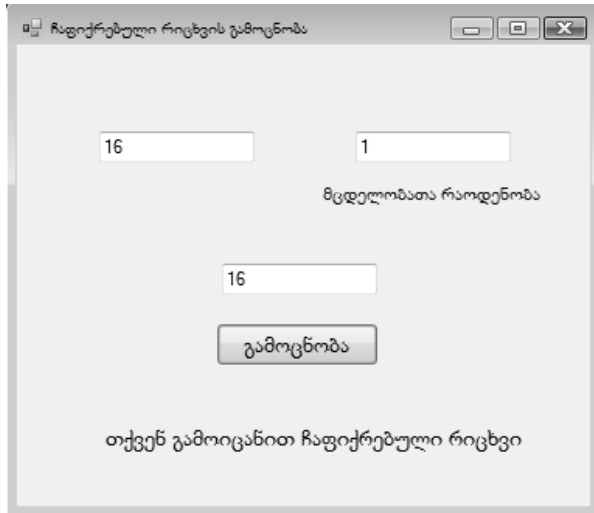 ჩაფიქრებული რიცხვის გამოცნობა
16
1
მცდელობათა რაოდენობა
16
გამოცნობა
თქვენ გამოიცანით ჩაფიქრებული რიცხვი